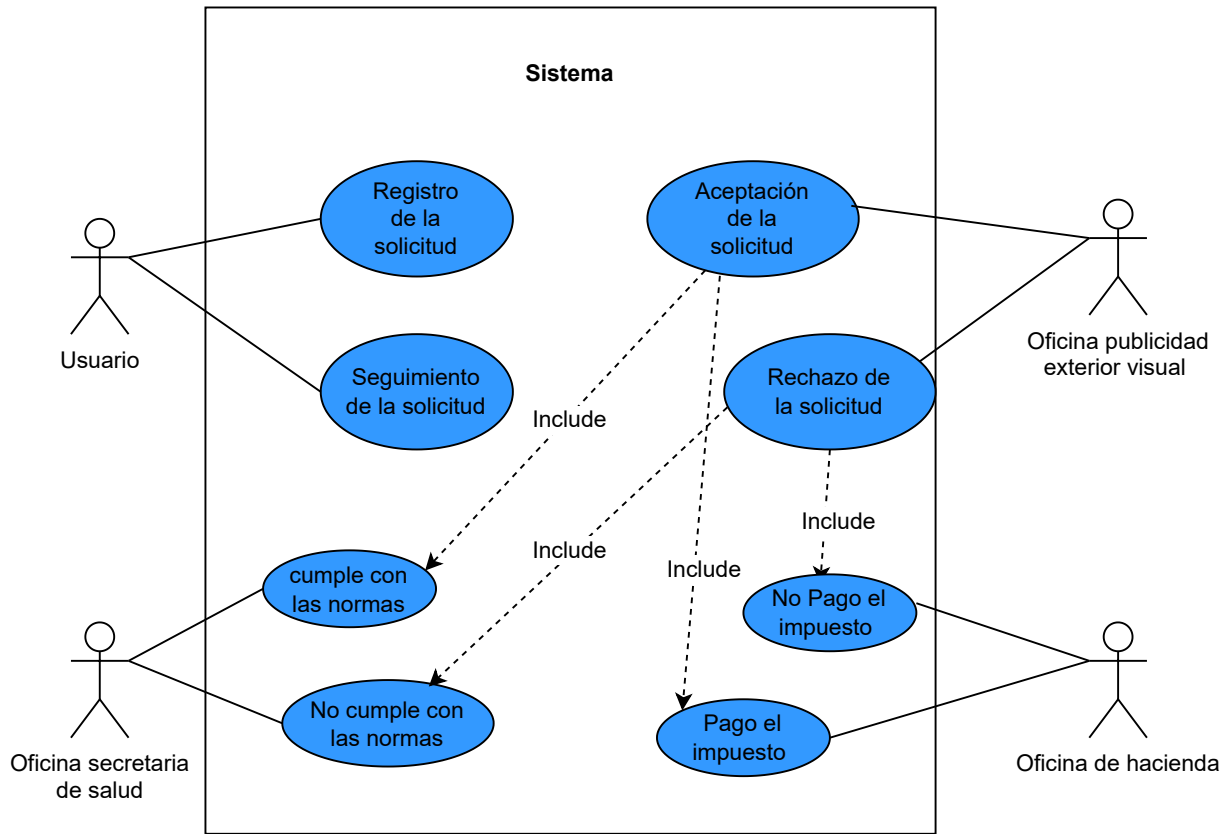 Sistema
Registro
de la
solicitud
Aceptación
de la
solicitud
Usuario
Oficina publicidad
exterior visual
Seguimiento
de la solicitud
Rechazo de
la solicitud
Include
Include
Include
Include
cumple con
las normas
No Pago el
impuesto
No cumple con
las normas
Pago el
impuesto
Oficina secretaria
de salud
Oficina de hacienda